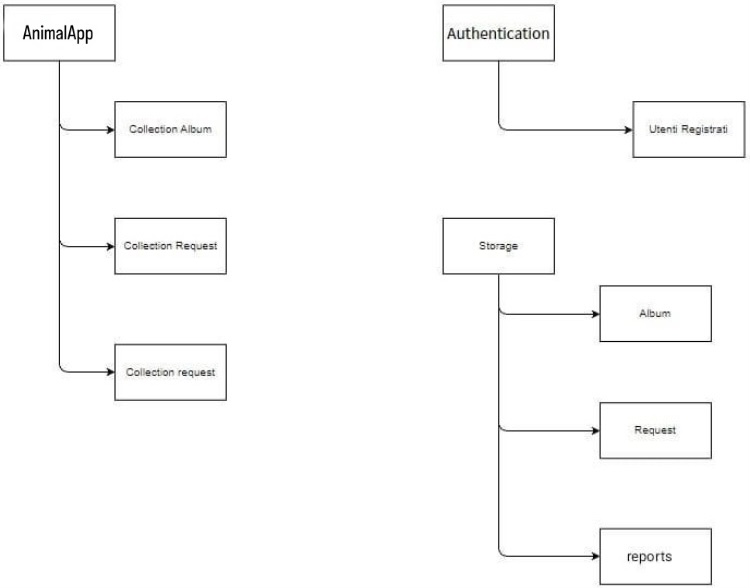 AnimalApp
Collection Album
Collection Request
Collection request
Authentication
Utenti Registrati
Storage
Album
Request
reports